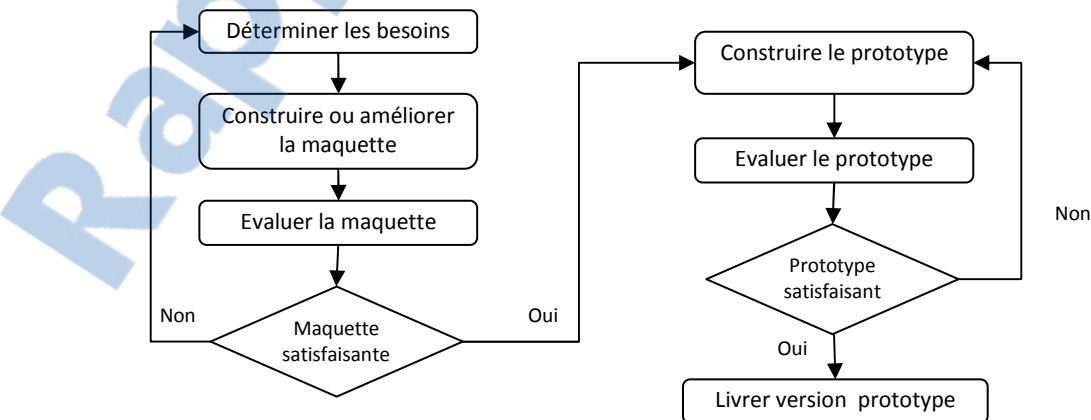 Déterminer les besoins
Construire ou améliorer
la maquette
Evaluer la maquette
Maquette
satisfaisante
Non
Oui
Construire le prototype
Evaluer le prototype
Prototype
satisfaisant
Non
Oui
Livrer version prototype